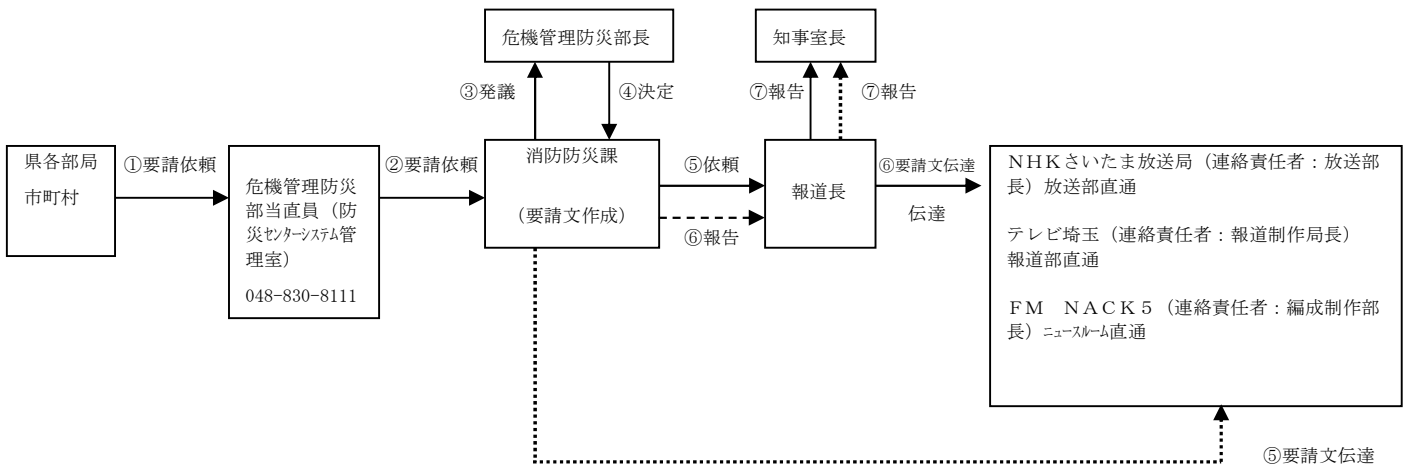 危機管理防災部長
知事室長
③発議
④決定
⑦報告
⑦報告
県各部局
市町村
①要請依頼
危機管理防災
部当直員（防
災ｾﾝﾀｰｼｽﾃﾑ管
理室）
048-830-8111
②要請依頼
消防防災課
（要請文作成）
⑤依頼
⑥報告
報道長
⑥要請文伝達
伝達
ＮＨＫさいたま放送局（連絡責任者：放送部
長）放送部直通
テレビ埼玉（連絡責任者：報道制作局長）
報道部直通
ＦＭ　ＮＡＣＫ５（連絡責任者：編成制作部
長）ﾆｭｰｽﾙｰﾑ直通
⑤要請文伝達